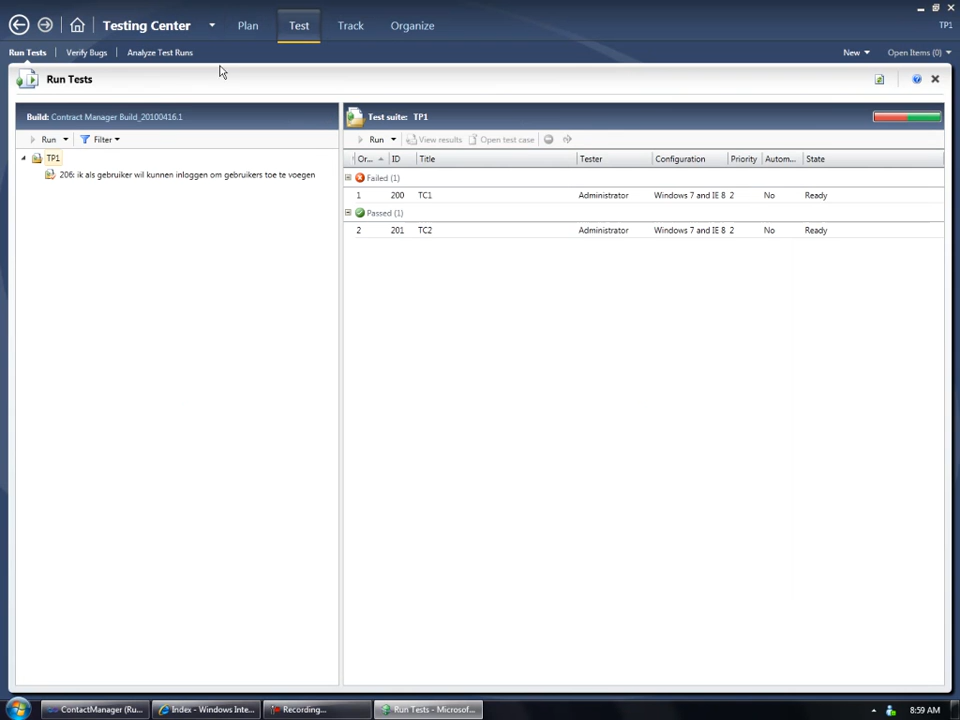 Testing Center Plan Test Track Organize TP1
Run Tests Verify Bugs Analyze Test Runs New Open Items (0)
Run Tests
Build: Contract Manager Build_20100416.1
Run Filter
TP1
206: ik als gebruiker wil kunnen inloggen om gebruikers toe te voegen
Test suite: TP1
Run View results Open test case
Or... ID Title Tester Configuration Priority Autom... State
Failed (1)
1 200 TC1 Administrator Windows 7 and IE 8 2 No Ready
Passed (1)
2 201 TC2 Administrator Windows 7 and IE 8 2 No Ready
ContactManager (Ru... Index - Windows Inte... Recording... Run Tests - Microsof... 8:59 AM